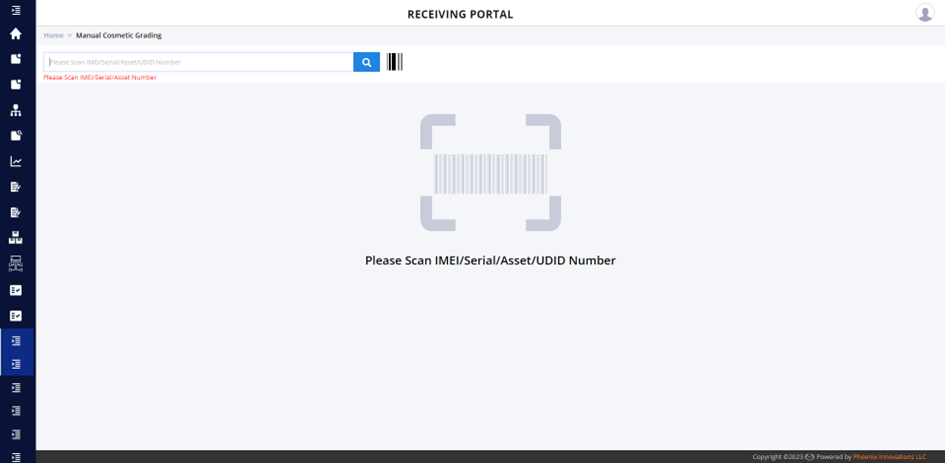 RECEIVING PORTAL
Home > Manual Cosmetic Grading
Please Scan IMEI/Serial/Asset/UDID Number
Please Scan IMEI/Serial/Asset Number
Please Scan IMEI/Serial/Asset/UDID Number
Copyright ©2023 Powered by Phoenix Innovations LLC